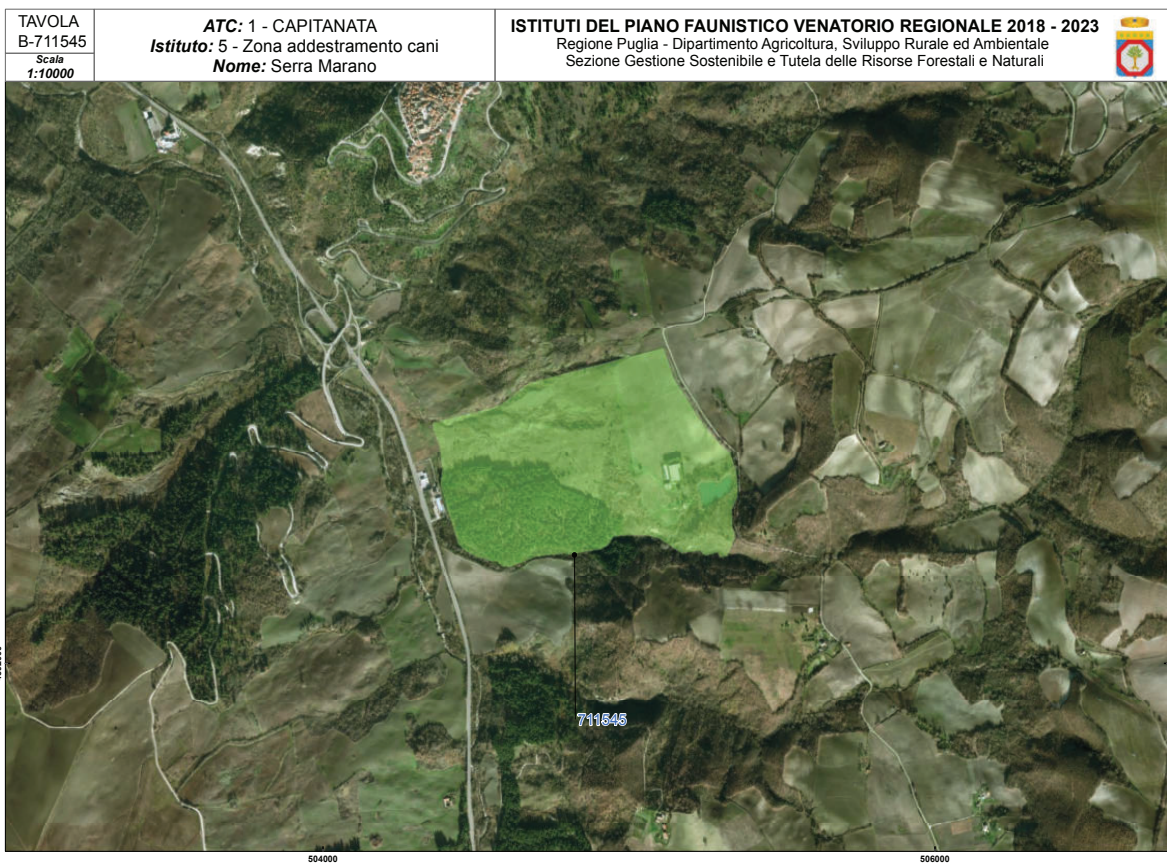 TAVOLA
B-711545
Scala
1:10000
ATC: 1 - CAPITANATA
Istituto: 5 - Zona addestramento cani
Nome: Serra Marano
ISTITUTI DEL PIANO FAUNISTICO VENATORIO REGIONALE 2018 - 2023
Regione Puglia - Dipartimento Agricoltura, Sviluppo Rurale ed Ambientale
Sezione Gestione Sostenibile e Tutela delle Risorse Forestali e Naturali
711545
504000
506000